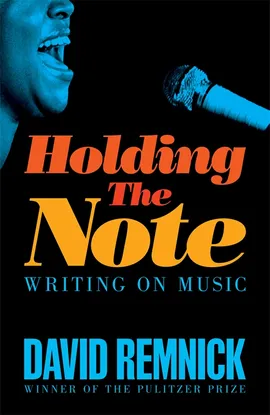 Holding
The
Note
WRITING ON MUSIC
DAVID REMNICK
WINNER OF THE PULITZER PRIZE